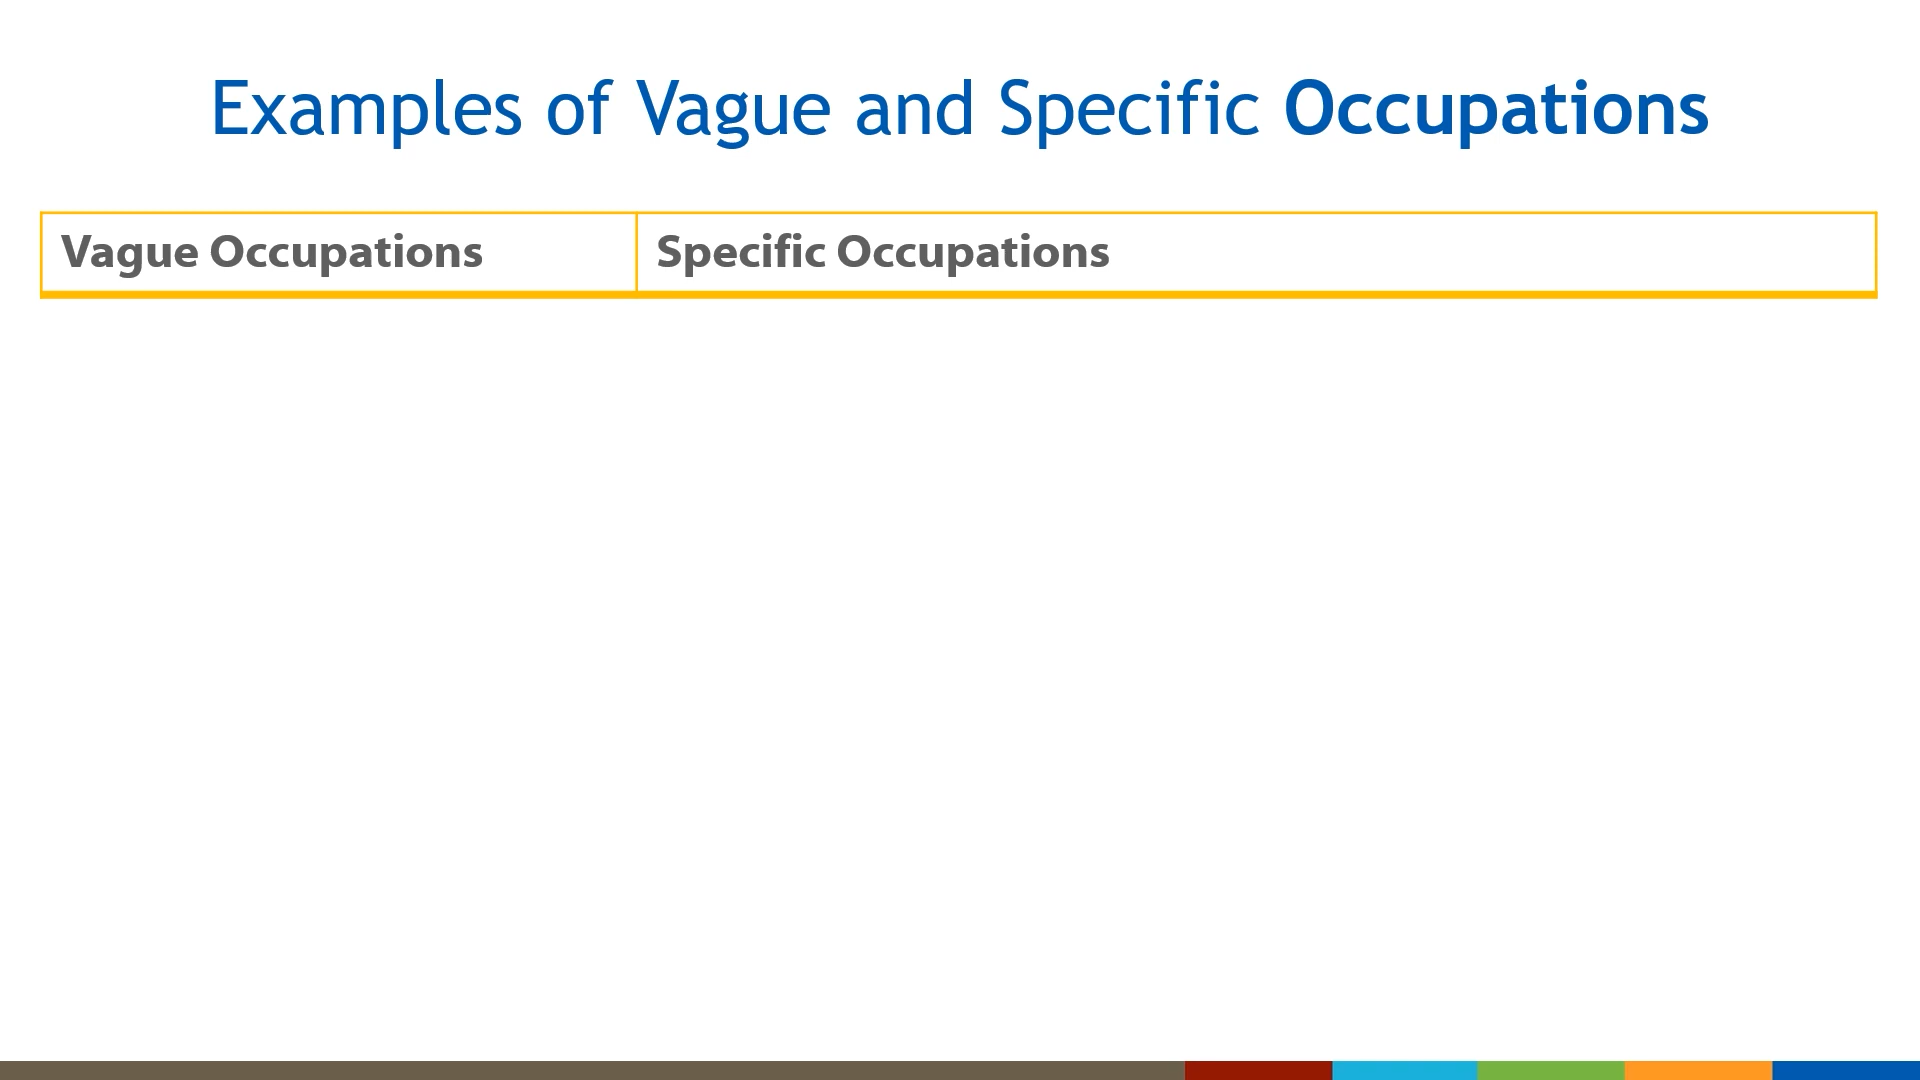 Examples of Vague and Specific Occupations
Vague Occupations
Specific Occupations